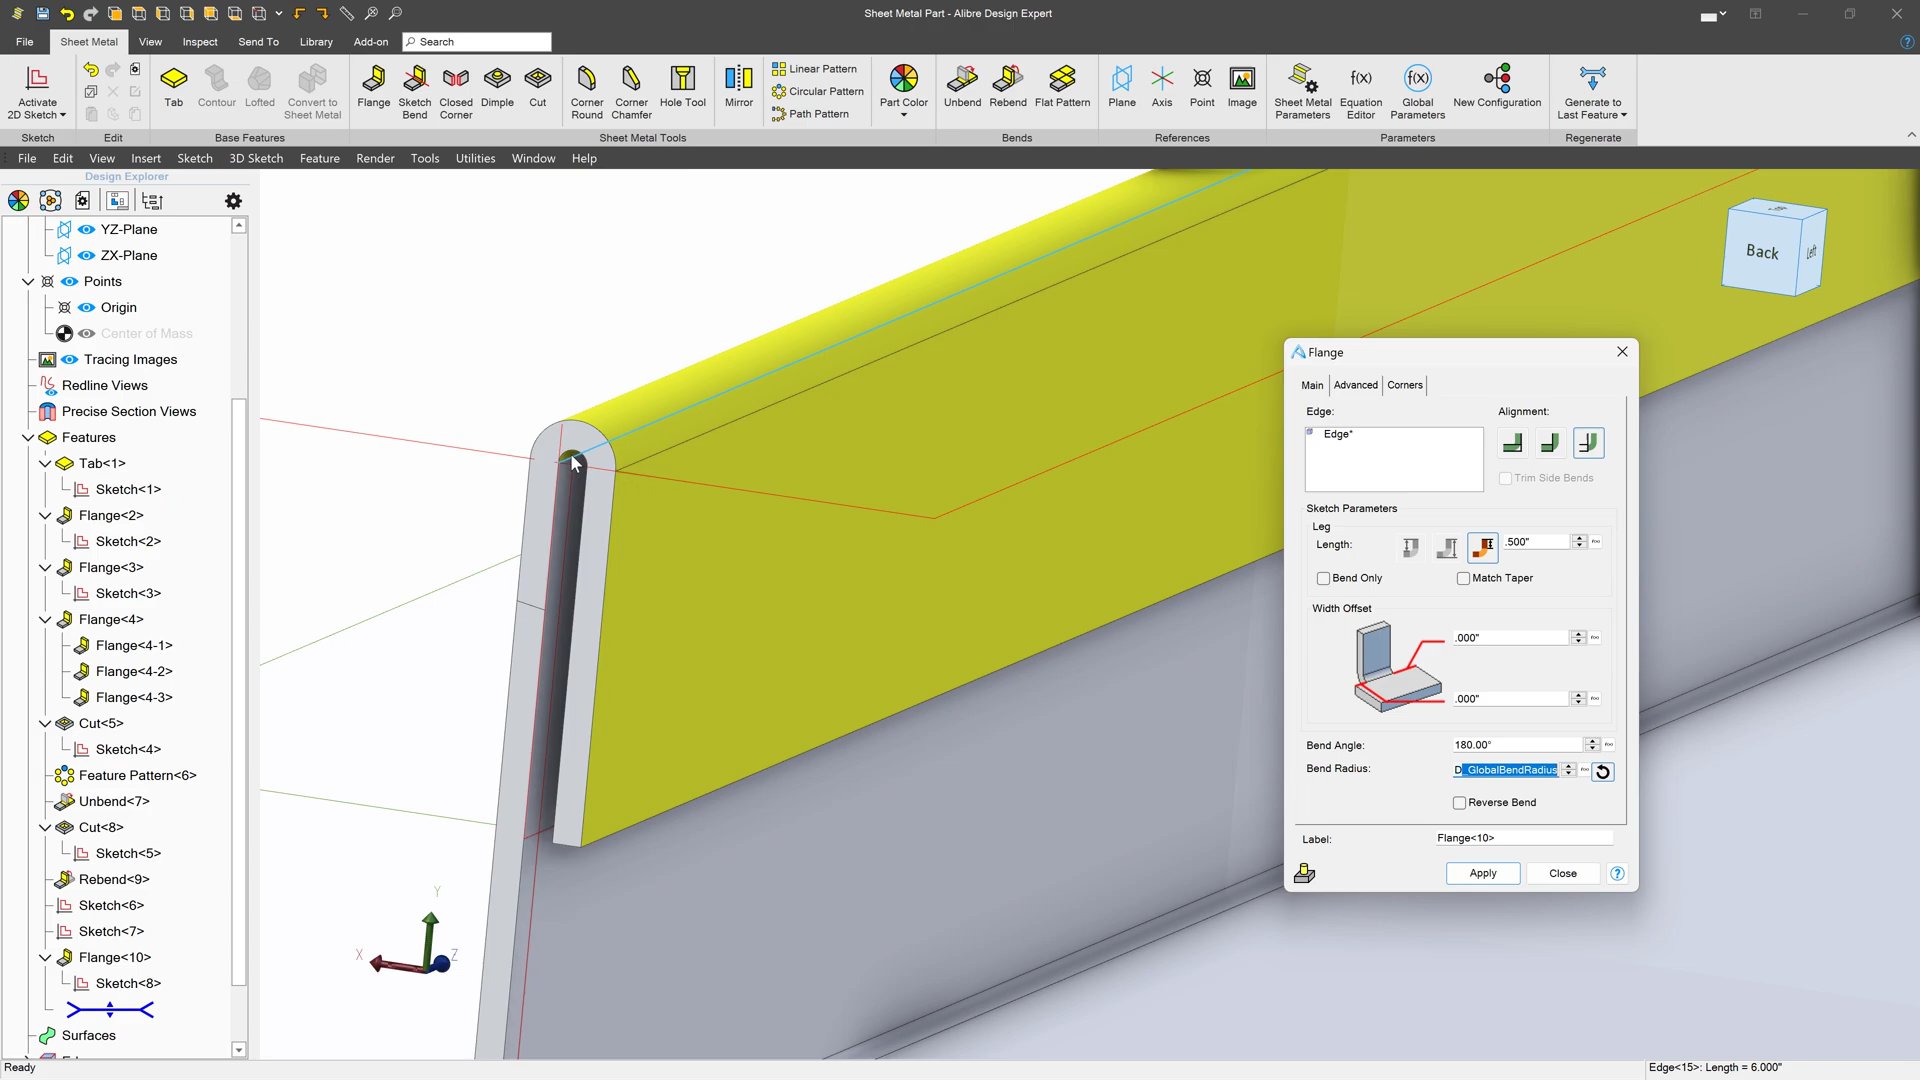 Sheet Metal Part - Alibre Design Expert
File
Sheet Metal
View
Inspect
Send To
Library
Add-on
Search
Activate
2D Sketch
Tab
Contour
Lofted
Convert to
Sheet Metal
Flange
Sketch
Bend
Closed
Corner
Dimple
Cut
Corner
Round
Corner
Chamfer
Hole Tool
Mirror
Linear Pattern
Circular Pattern
Path Pattern
Part Color
Unbend
Rebend
Flat Pattern
Plane
Axis
Point
Image
Sheet Metal
Parameters
f(x)
Equation
Editor
(x)
Global
Parameters
New Configuration
Generate to
Last Feature
Sketch
Edit
Base Features
Sheet Metal Tools
Bends
References
Parameters
Regenerate
File Edit View Insert Sketch 3D Sketch Feature Render Tools Utilities Window Help
Design Explorer
YZ-Plane
ZX-Plane
Points
Origin
Center of Mass
Tracing Images
Redline Views
Precise Section Views
Features
Tab<1>
Sketch<1>
Flange<2>
Sketch<2>
Flange<3>
Sketch<3>
Flange<4>
Flange<4-1>
Flange<4-2>
Flange<4-3>
Cut<5>
Sketch<4>
Feature Pattern<6>
Unbend<7>
Cut<8>
Sketch<5>
Rebend<9>
Sketch<6>
Sketch<7>
Flange<10>
Sketch<8>
Surfaces
Back
Left
Y
X
Z
Flange
Main
Advanced
Corners
Edge:
Alignment:
Edge*
Trim Side Bends
Sketch Parameters
Leg
Length:
.500"
Bend Only
Match Taper
Width Offset
.000"
.000"
Bend Angle:
180.00°
Bend Radius:
D_GlobalBendRadius
Reverse Bend
Label:
Flange<10>
Apply
Close
Ready
Edge<15>: Length = 6.000"